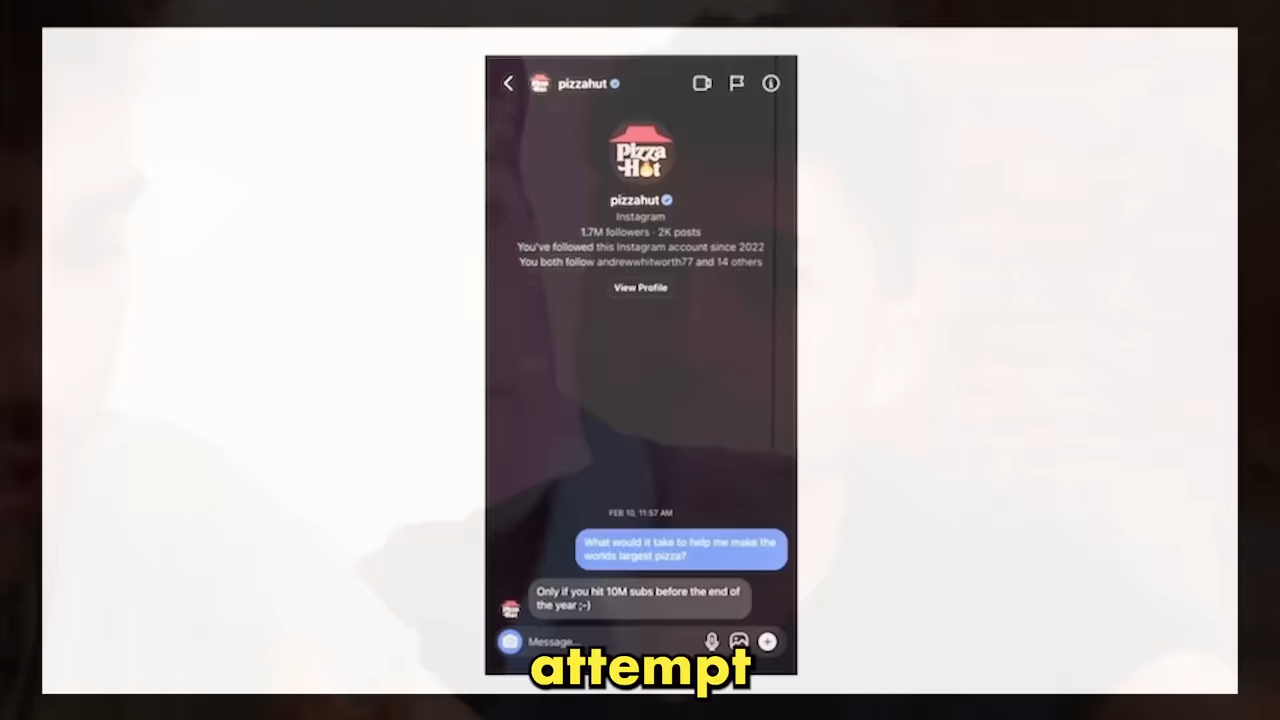 pizzahut
Pizza
Hut
pizzahut
Instagram
1.7M followers · 2K posts
You've followed this Instagram account since 2022
You both follow andrewwhitworth77 and 14 others
View Profile
FEB 10, 11:57 AM
What would it take to help me make the
worlds largest pizza?
Only if you hit 10M subs before the end of
the year ;-)
Message...
attempt